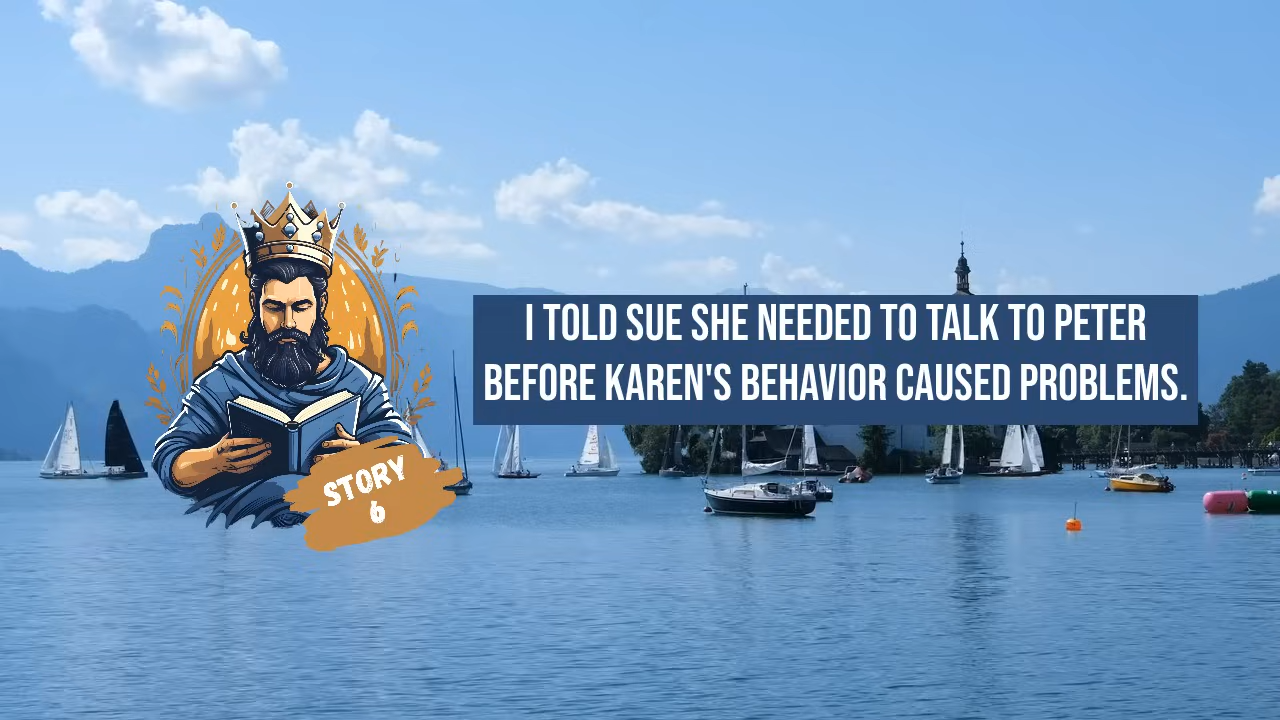 I TOLD SUE SHE NEEDED TO TALK TO PETER
BEFORE KAREN'S BEHAVIOR CAUSED PROBLEMS.
STORY
6